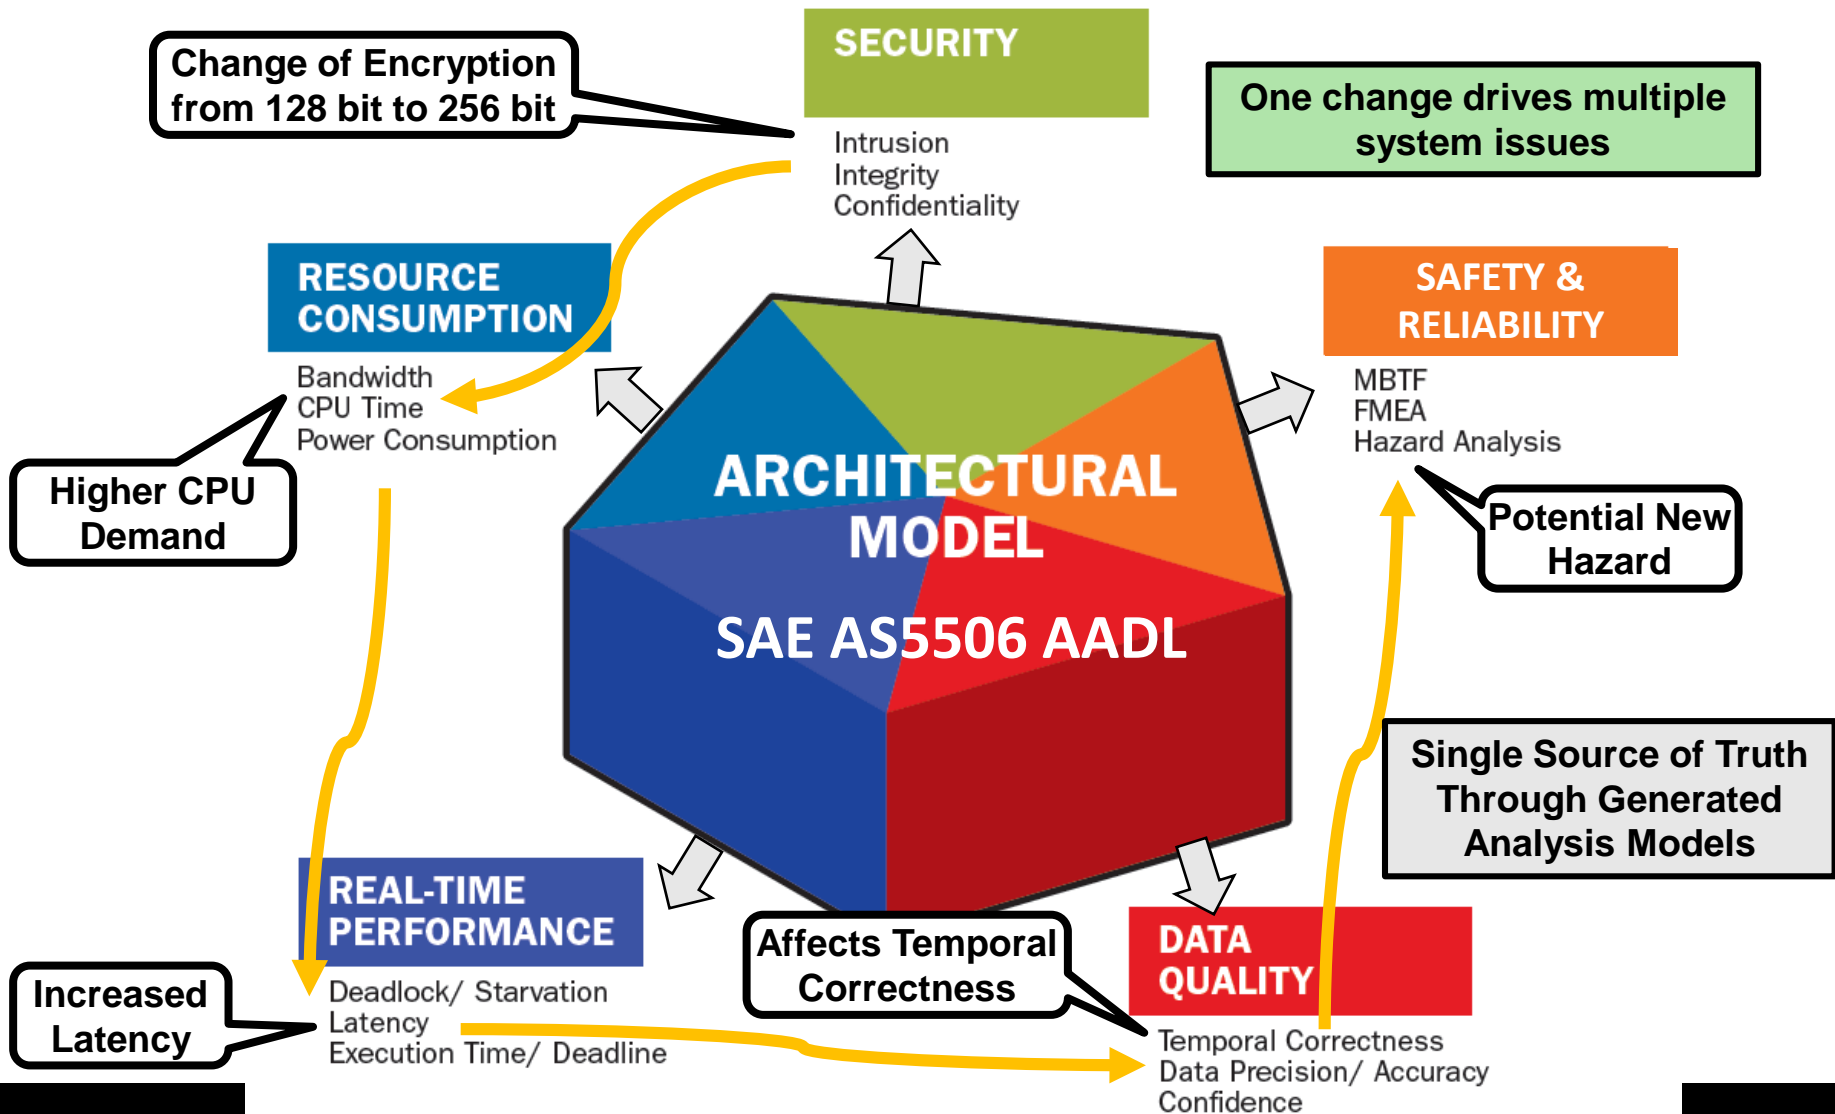 SECURITY
Change of Encryption
from 128 bit to 256 bit
One change drives multiple
system issues
Intrusion
Integrity
Confidentiality
RESOURCE
CONSUMPTION
SAFETY &
RELIABILITY
Bandwidth
CPU Time
Power Consumption
MBTF
FMEA
Hazard Analysis
Higher CPU
Demand
Potential New
Hazard
ARCHITECTURAL
MODEL
SAE AS5506 AADL
Single Source of Truth
Through Generated
Analysis Models
REAL-TIME
PERFORMANCE
Affects Temporal
Correctness
DATA
QUALITY
Increased
Latency
Deadlock/ Starvation
Latency
Execution Time/ Deadline
Temporal Correctness
Data Precision/ Accuracy
Confidence